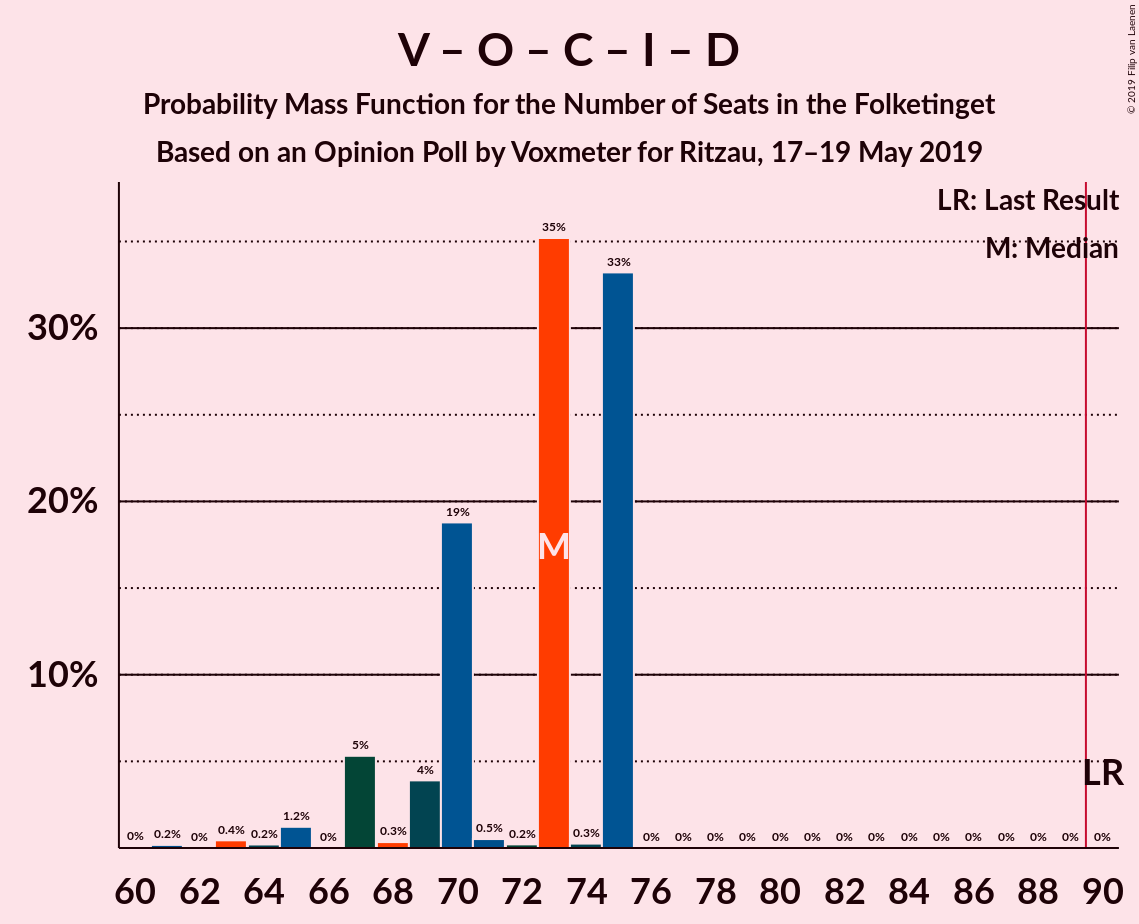 V – O – C – I – D
Probability Mass Function for the Number of Seats in the Folketinget
Based on an Opinion Poll by Voxmeter for Ritzau, 17–19 May 2019
© 2019 Filip van Laenen
LR: Last Result
M: Median
30%
20%
10%
0% 0.2% 0% 0.4% 0.2% 1.2% 0% 5% 0.3% 4% 19% 0.5% 0.2% 35% 0.3% 33% 0% 0% 0% 0% 0% 0% 0% 0% 0% 0% 0% 0% 0% 0% 0%
M
LR
60 62 64 66 68 70 72 74 76 78 80 82 84 86 88 90